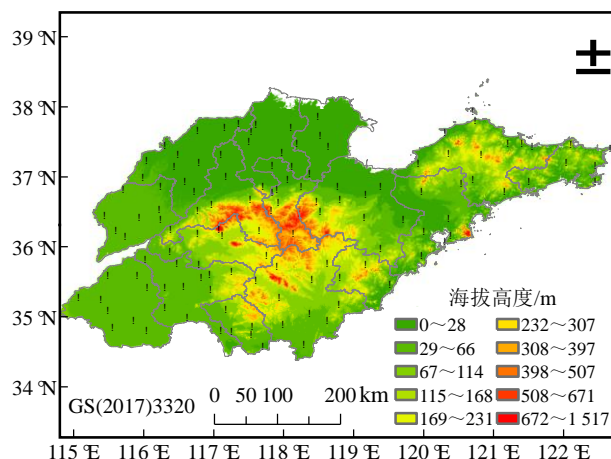 39°N
±
38°N
37°N
36°N
35°N
34°N
海拔高度/m
0～28
232～307
29～66
308～397
67～114
398～507
115～168
508～671
169～231
672～1 517
0 50 100 200 km
GS(2017)3320
115°E 116°E 117°E 118°E 119°E 120°E 121°E 122°E